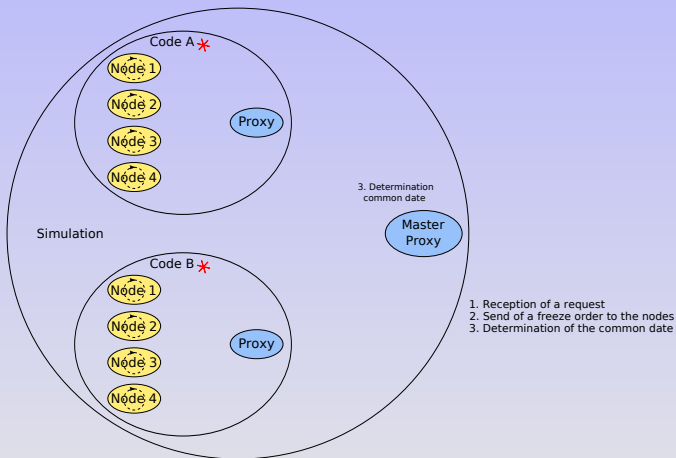 Code A
Node 1
Node 2
Node 3
Node 4
Proxy
3. Determination
common date
Simulation
Master
Proxy
Code B
Node 1
Node 2
Node 3
Node 4
Proxy
1. Reception of a request
2. Send of a freeze order to the nodes
3. Determination of the common date